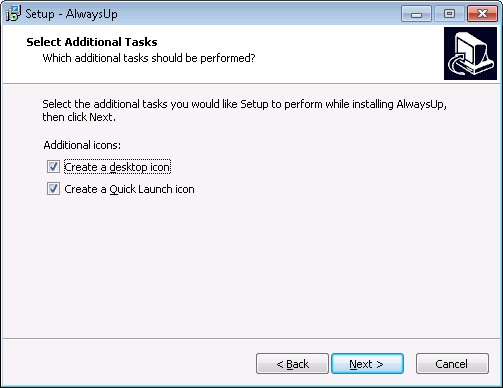 Setup - AlwaysUp
Select Additional Tasks
Which additional tasks should be performed?
Select the additional tasks you would like Setup to perform while installing AlwaysUp,
then click Next.
Additional icons:
Create a desktop icon
Create a Quick Launch icon
< Back
Next >
Cancel